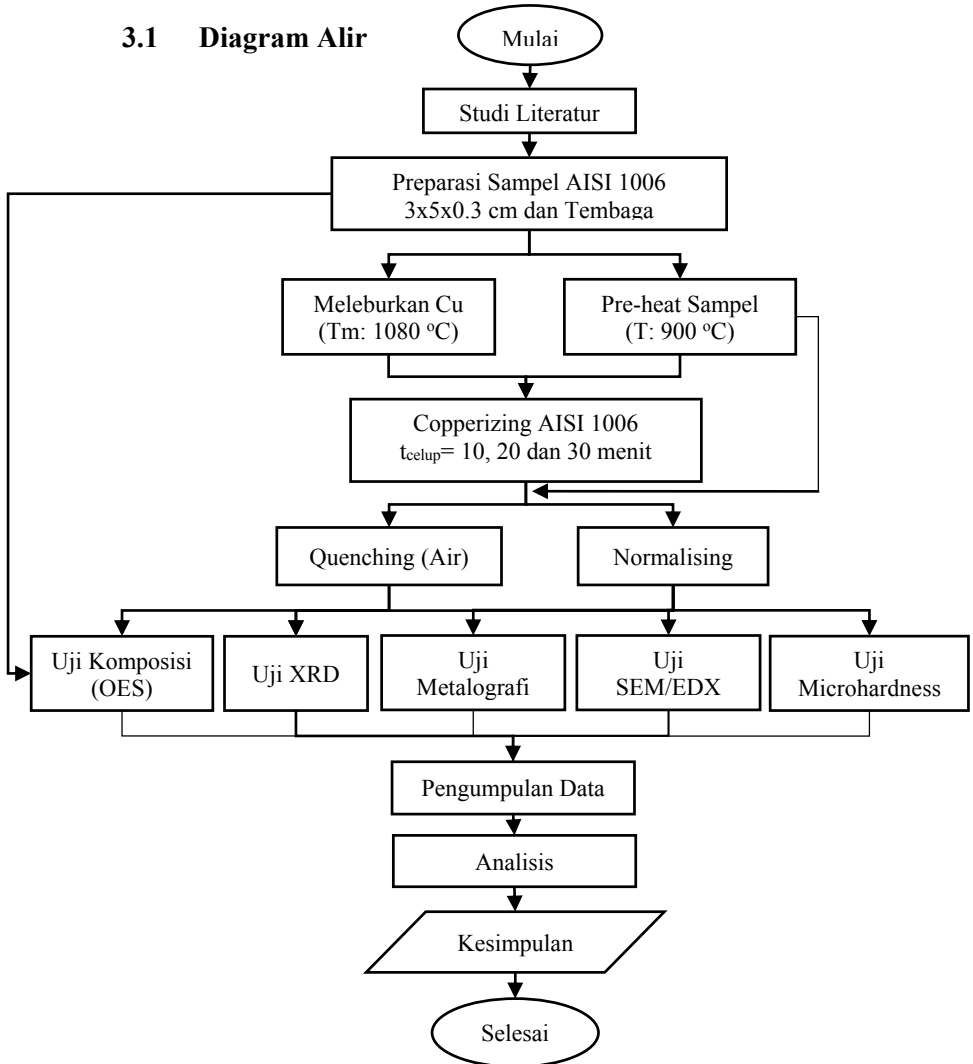 3.1 Diagram Alir
Mulai
Studi Literatur
Preparasi Sampel AISI 1006
3x5x0.3 cm dan Tembaga
Meleburkan Cu
(Tm: 1080 °C)
Pre-heat Sampel
(T: 900 °C)
Copperizing AISI 1006
tcelup= 10, 20 dan 30 menit
Quenching (Air)
Normalising
Uji Komposisi
(OES)
Uji XRD
Uji
Metalografi
Uji
SEM/EDX
Uji
Microhardness
Pengumpulan Data
Analisis
Kesimpulan
Selesai